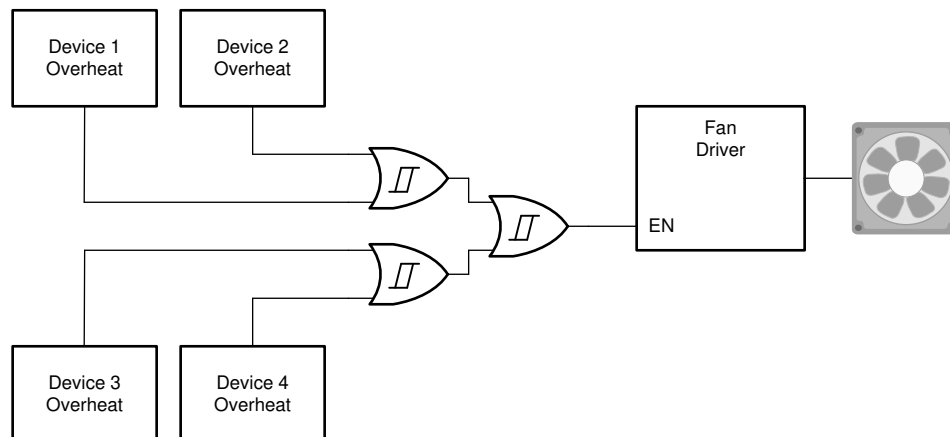 Device 1
Overheat
Device 2
Overheat
Fan
Driver
EN
Device 3
Overheat
Device 4
Overheat